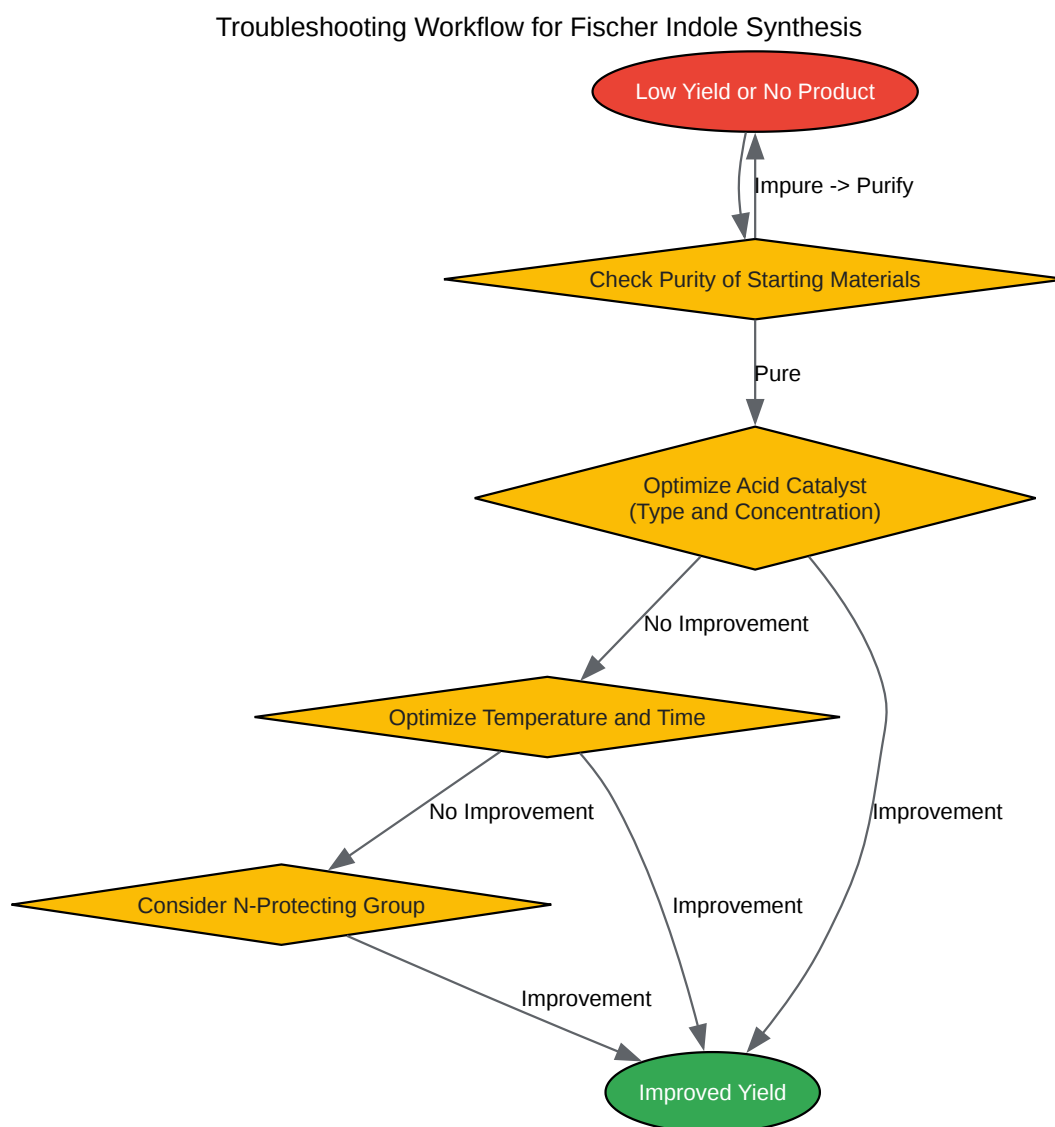 Troubleshooting Workflow for Fischer Indole Synthesis
Low Yield or No Product
Impure -> Purify
Check Purity of Starting Materials
Pure
Optimize Acid Catalyst
(Type and Concentration)
No Improvement
Optimize Temperature and Time
No Improvement
Improvement
Consider N-Protecting Group
Improvement
Improvement
Improved Yield